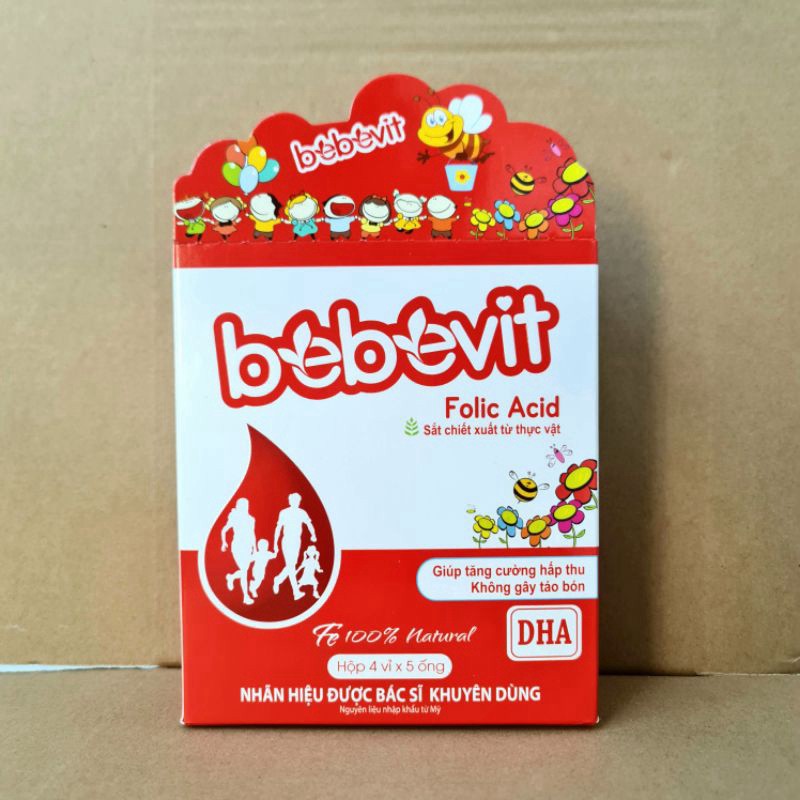 bebevit
bebevit
Folic Acid
Sắt chiết xuất từ thực vật
Giúp tăng cường hấp thu
Không gây táo bón
Fe 100% Natural
DHA
Hộp 4 vỉ x 5 ống
NHÃN HIỆU ĐƯỢC BÁC SĨ KHUYÊN DÙNG
Nguyên liệu nhập khẩu từ Mỹ